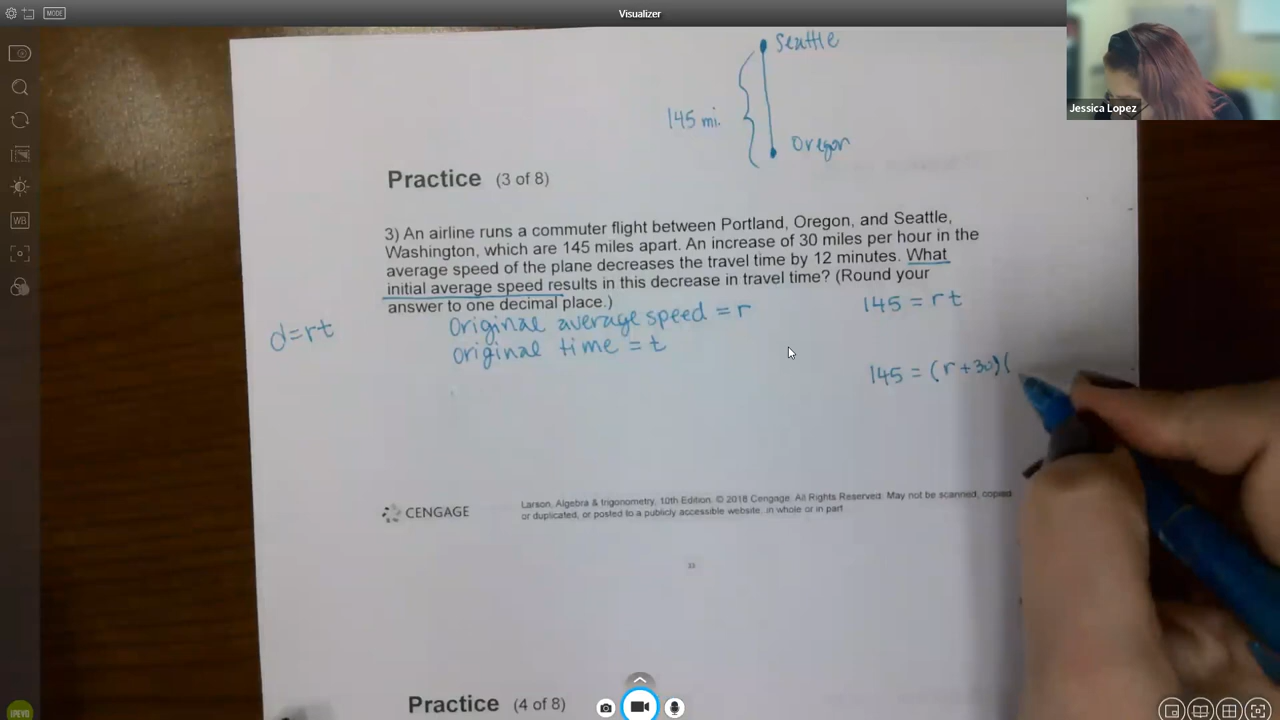 MODE
Visualizer
Jessica Lopez
WB
Seattle
145 mi.
Oregon
Practice (3 of 8)
3) An airline runs a commuter flight between Portland, Oregon, and Seattle,
Washington, which are 145 miles apart. An increase of 30 miles per hour in the
average speed of the plane decreases the travel time by 12 minutes. What
initial average speed results in this decrease in travel time? (Round your
answer to one decimal place.)
d=rt
Original average speed = r
original time = t
145 = rt
145 = (r+30)(
CENGAGE
Larson, Algebra & trigonometry, 10th Edition. © 2018 Cengage. All Rights Reserved. May not be scanned, copied
or duplicated, or posted to a publicly accessible website, in whole or in part
33
Practice (4 of 8)
IPEVO